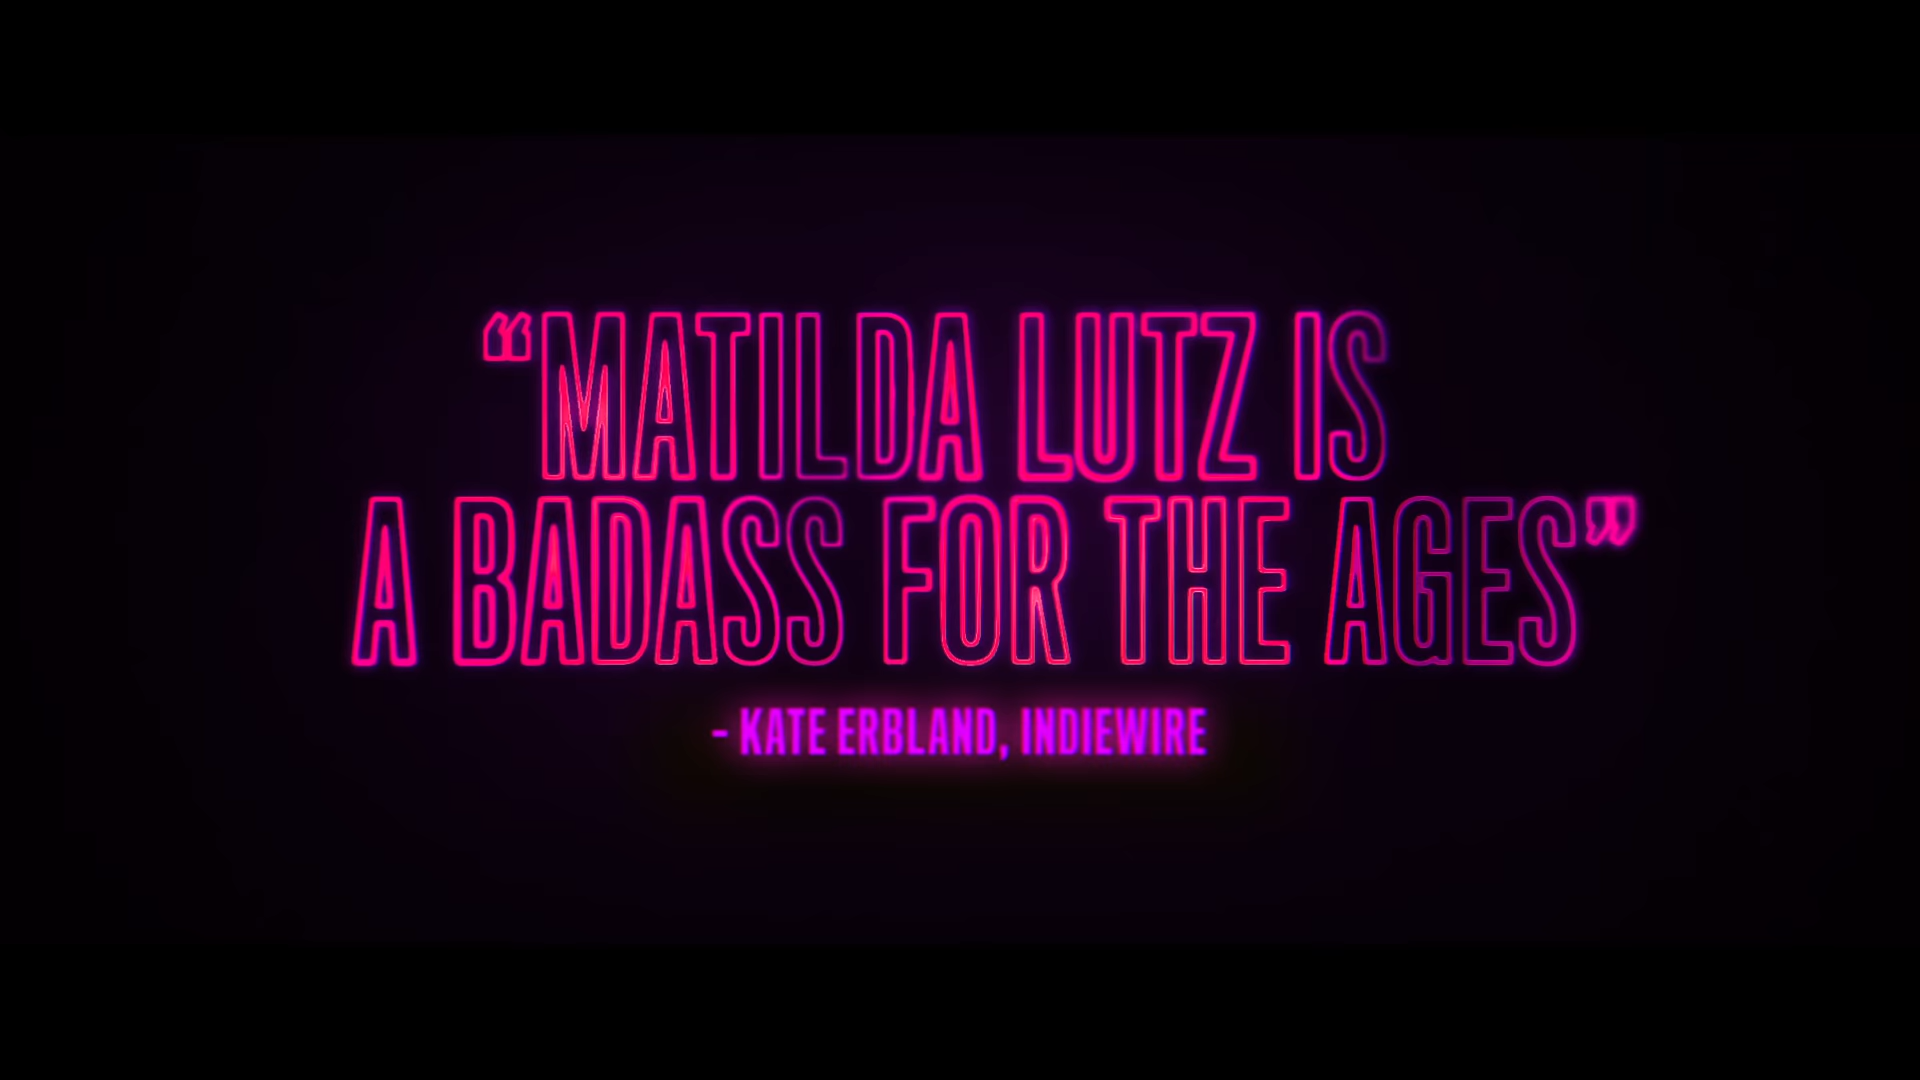 “MATILDA LUTZ IS
A BADASS FOR THE AGES”
- KATE ERBLAND, INDIEWIRE